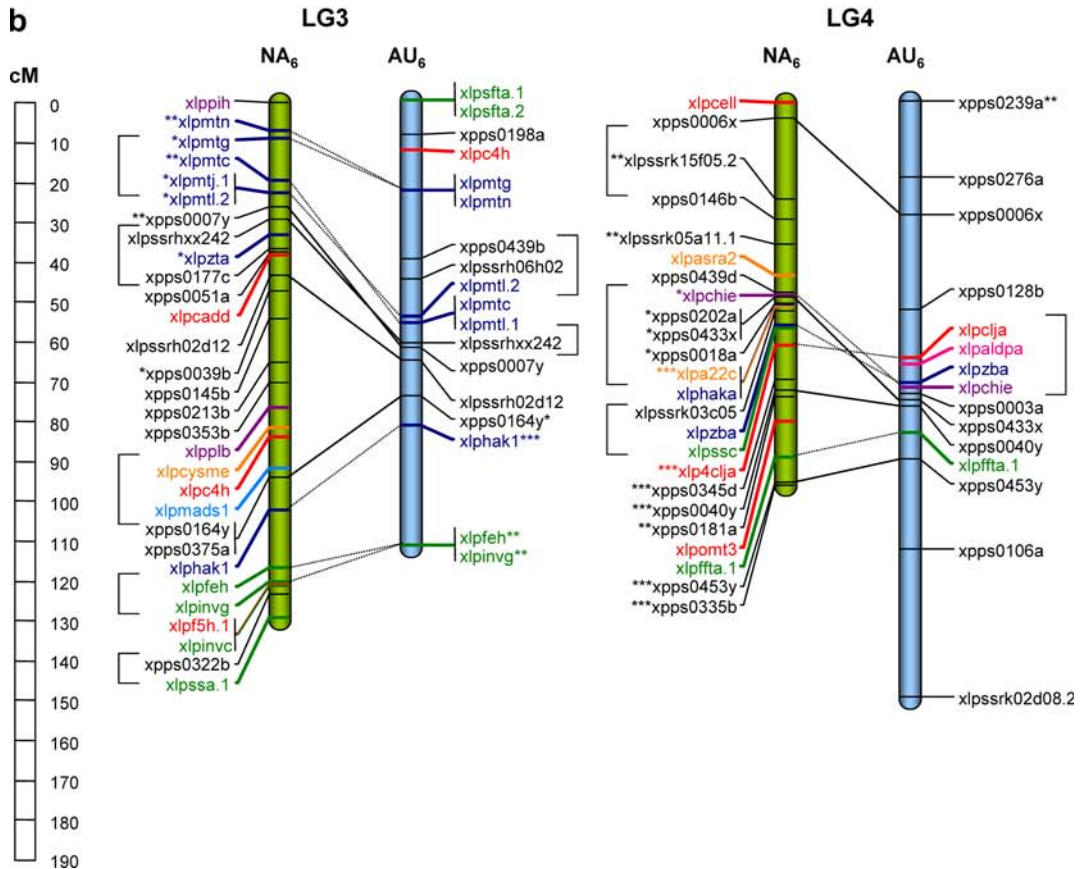 b
LG3
LG4
cM
NA6
AU6
NA6
AU6
0
10
20
30
40
50
60
70
80
90
100
110
120
130
140
150
160
170
180
190
xlppih
**xlpmtn
*xlpmtg
**xlpmtc
*xlpmtj.1
*xlpmtl.2
**xpps0007y
xlpssrhxx242
*xlpzta
xpps0177c
xpps0051a
xlpcadd
xlpssrh02d12
*xpps0039b
xpps0145b
xpps0213b
xpps0353b
xlpplb
xlpcysme
xlpc4h
xlpmads1
xpps0164y
xpps0375a
xlphak1
xlpfeh
xlpinvg
xlpf5h.1
xlpinvc
xpps0322b
xlpssa.1
xlpsfta.1
xlpsfta.2
xpps0198a
xlpc4h
xlpmtg
xlpmtn
xpps0439b
xlpssrh06h02
xlpmtl.2
xlpmtc
xlpmtl.1
xlpssrhxx242
xpps0007y
xlpssrh02d12
xpps0164y*
xlphak1***
xlpfeh**
xlpinvg**
xlpcell
xpps0006x
**xlpssrk15f05.2
xpps0146b
**xlpssrk05a11.1
xlpasra2
xpps0439d
*xlpchie
*xpps0202a
*xpps0433x
*xpps0018a
***xlpa22c
xlphaka
xlpssrk03c05
xlpzba
xlpssc
***xlp4clja
***xpps0345d
***xpps0040y
**xpps0181a
xlpomt3
xlpffta.1
***xpps0453y
***xpps0335b
xpps0239a**
xpps0276a
xpps0006x
xpps0128b
xlpclja
xlpaldpa
xlpzba
xlpchie
xpps0003a
xpps0433x
xpps0040y
xlpffta.1
xpps0453y
xpps0106a
xlpssrk02d08.2